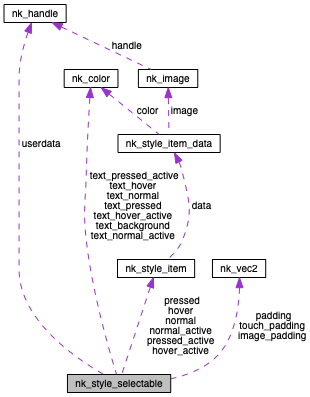 nk_handle
handle
nk_color
nk_image
color
image
userdata
nk_style_item_data
text_pressed_active
text_hover
text_normal
text_pressed
text_hover_active
text_background
text_normal_active
data
nk_style_item
nk_vec2
pressed
hover
normal
normal_active
pressed_active
hover_active
padding
touch_padding
image_padding
nk_style_selectable